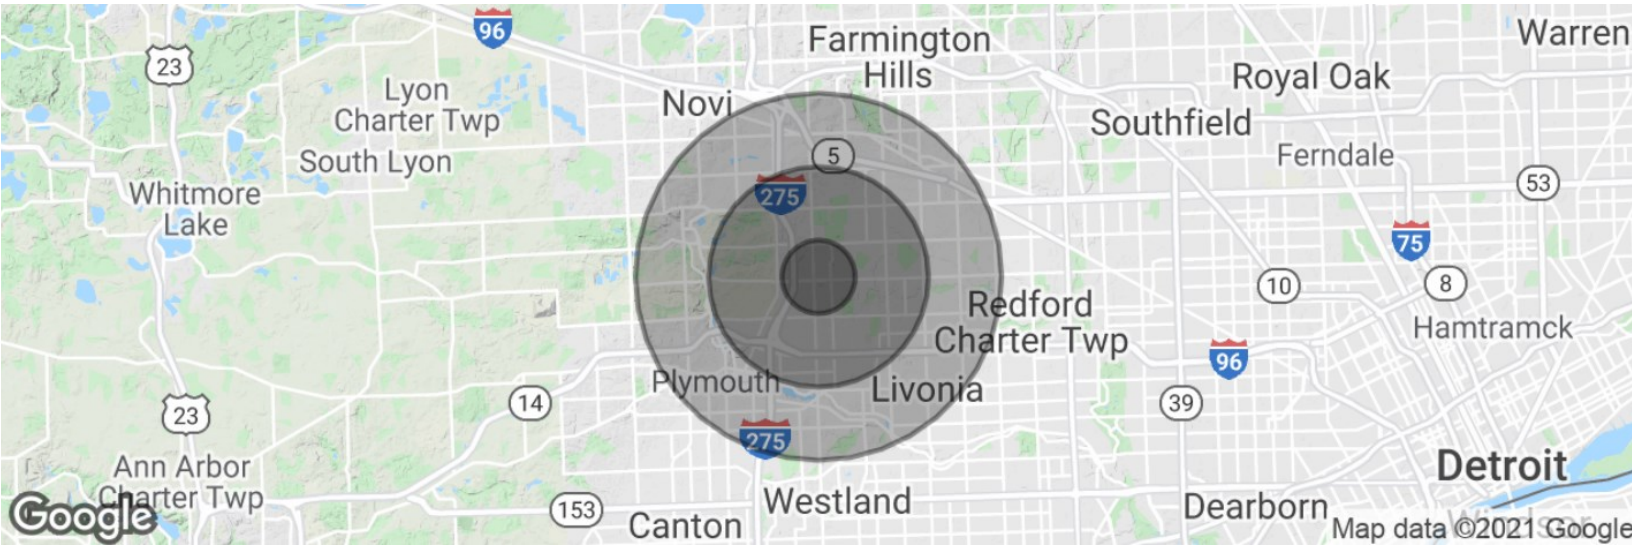 96
Farmington
Hills
Warren
23
Royal Oak
Lyon
Charter Twp
Novi
Southfield
South Lyon
5
Ferndale
Whitmore
Lake
275
53
75
10
8
Redford
Charter Twp
Hamtramck
96
Plymouth
Livonia
14
39
23
275
Ann Arbor
Charter Twp
Detroit
Google
153
Westland
Dearborn
Canton
Windsor
Map data ©2021 Google